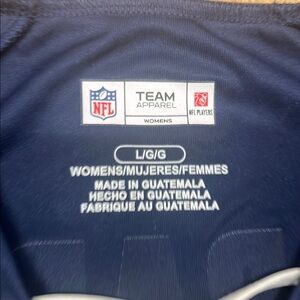 NFL
TEAM
APPAREL
WOMENS
NFL PLAYERS
L/G/G
WOMENS/MUJERES/FEMMES
MADE IN GUATEMALA
HECHO EN GUATEMALA
FABRIQUE AU GUATEMALA